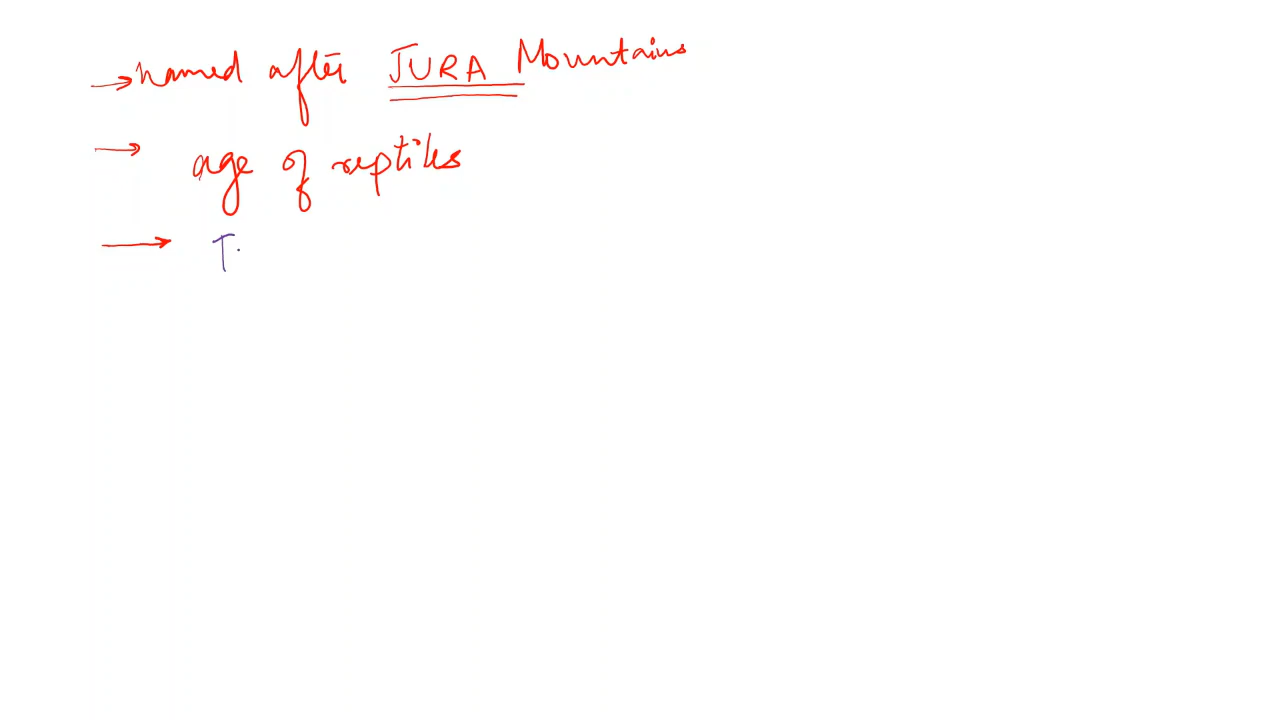 → named after JURA Mountains
→ age of reptiles
→ T